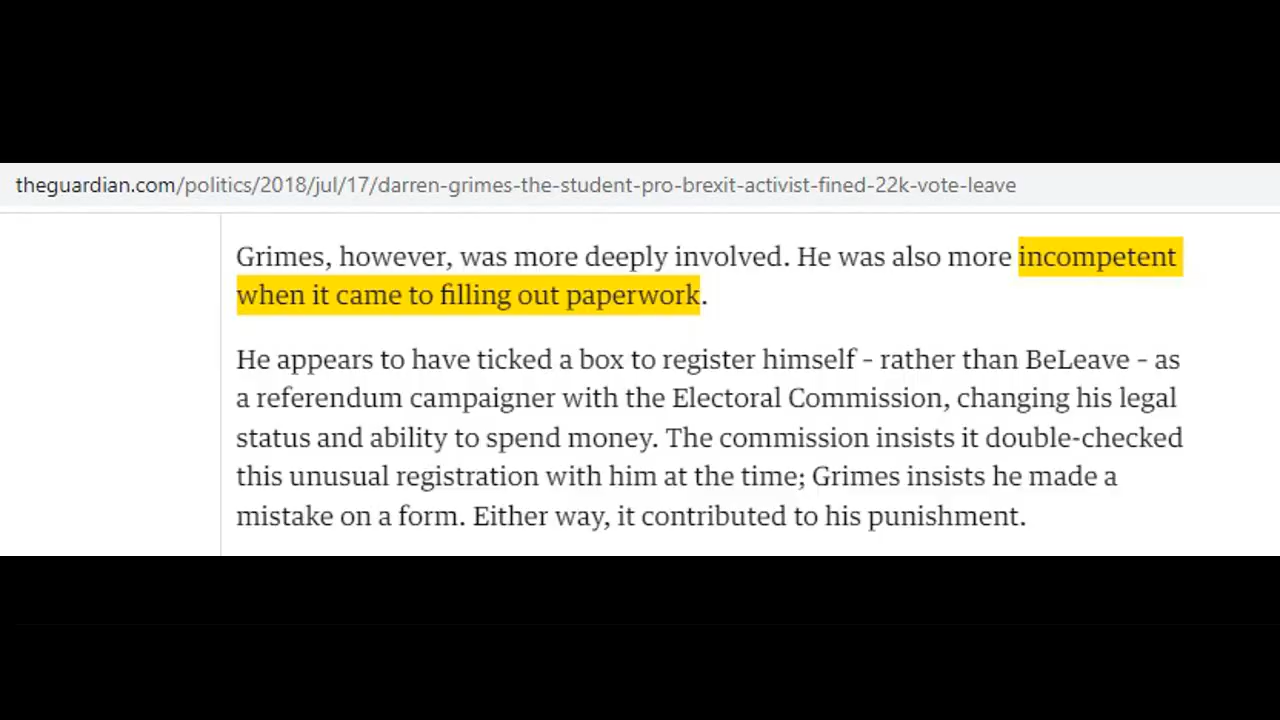 theguardian.com/politics/2018/jul/17/darren-grimes-the-student-pro-brexit-activist-fined-22k-vote-leave
Grimes, however, was more deeply involved. He was also more incompetent
when it came to filling out paperwork.
He appears to have ticked a box to register himself – rather than BeLeave – as
a referendum campaigner with the Electoral Commission, changing his legal
status and ability to spend money. The commission insists it double-checked
this unusual registration with him at the time; Grimes insists he made a
mistake on a form. Either way, it contributed to his punishment.